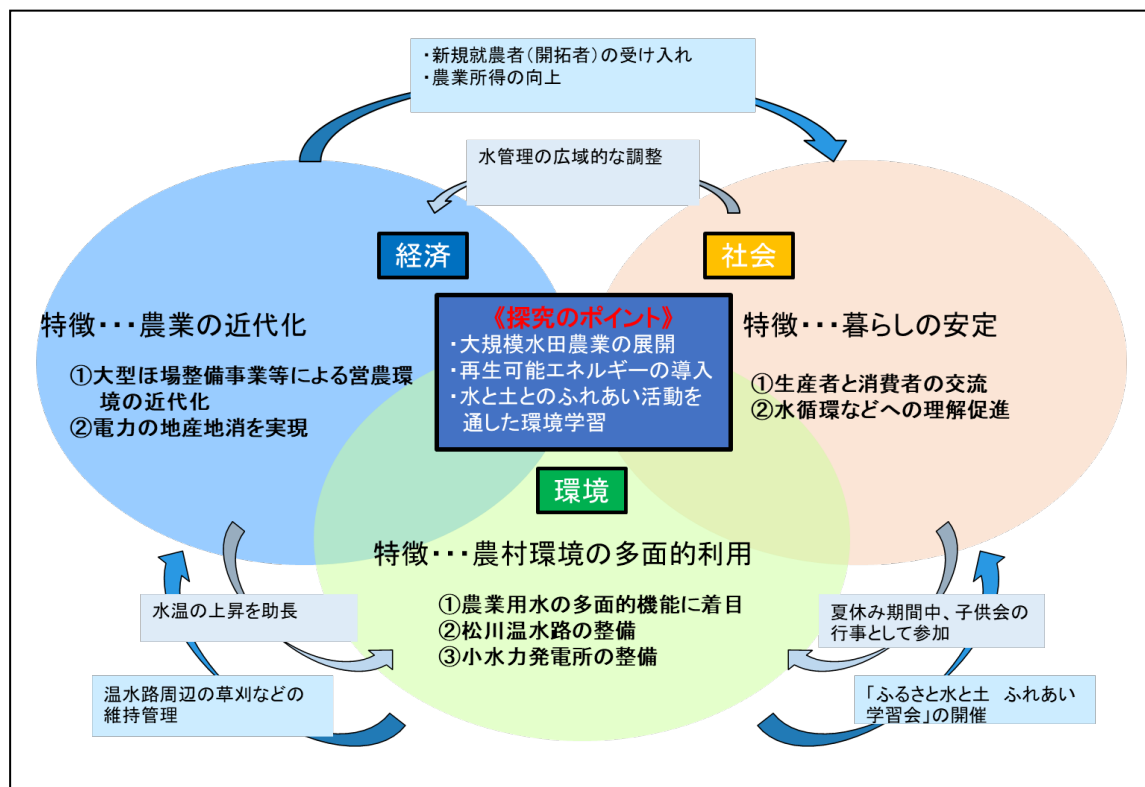 ・新規就農者(開拓者)の受け入れ
・農業所得の向上
水管理の広域的な調整
経済
社会
特徴・・・農業の近代化
①大型ほ場整備事業等による営農環
境の近代化
②電力の地産地消を実現
《探究のポイント》
・大規模水田農業の展開
・再生可能エネルギーの導入
・水と土とのふれあい活動を
通した環境学習
特徴・・・暮らしの安定
①生産者と消費者の交流
②水循環などへの理解促進
環境
特徴・・・農村環境の多面的利用
①農業用水の多面的機能に着目
②松川温水路の整備
③小水力発電所の整備
水温の上昇を助長
温水路周辺の草刈などの
維持管理
夏休み期間中、子供会の
行事として参加
「ふるさと水と土 ふれあい
学習会」の開催